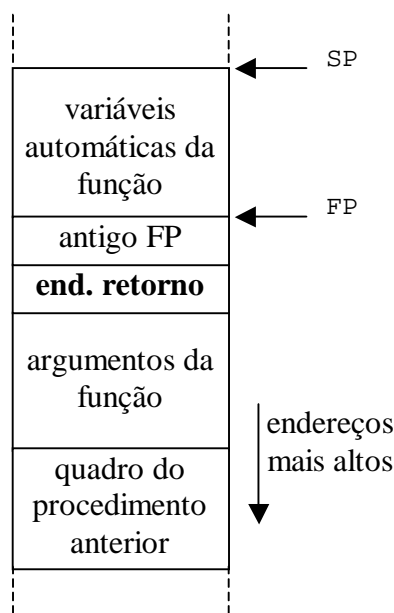 SP
variáveis
automáticas da
função
FP
antigo FP
end. retorno
argumentos da
função
endereços
mais altos
quadro do
procedimento
anterior